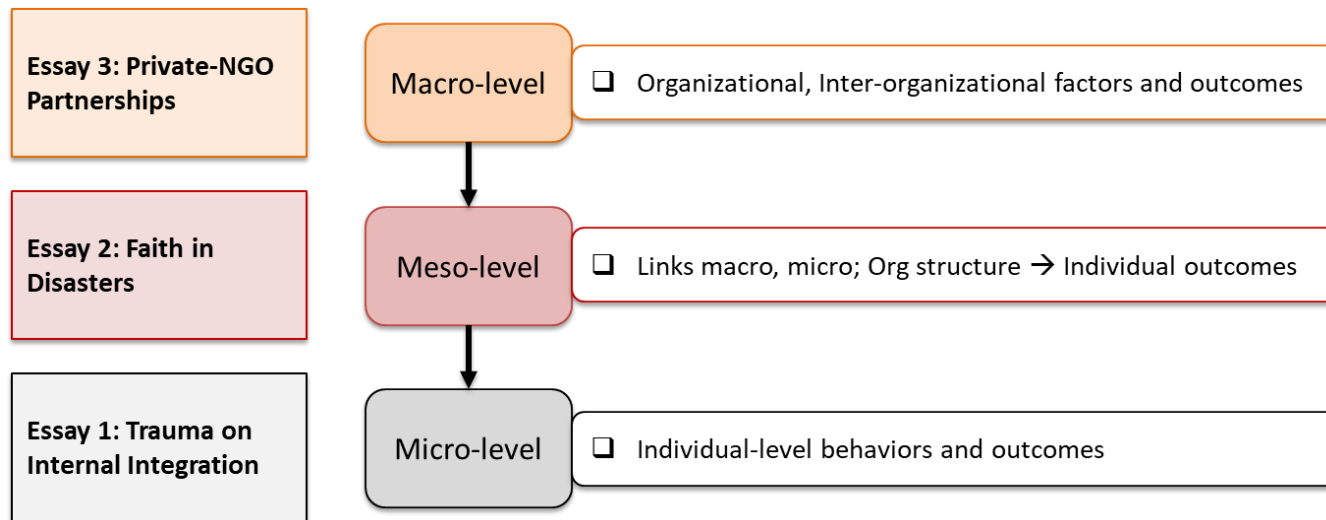 Essay 3: Private-NGO
Partnerships
Macro-level
❑ Organizational, Inter-organizational factors and outcomes
Essay 2: Faith in
Disasters
Meso-level
❑ Links macro, micro; Org structure → Individual outcomes
Essay 1: Trauma on
Internal Integration
Micro-level
❑ Individual-level behaviors and outcomes